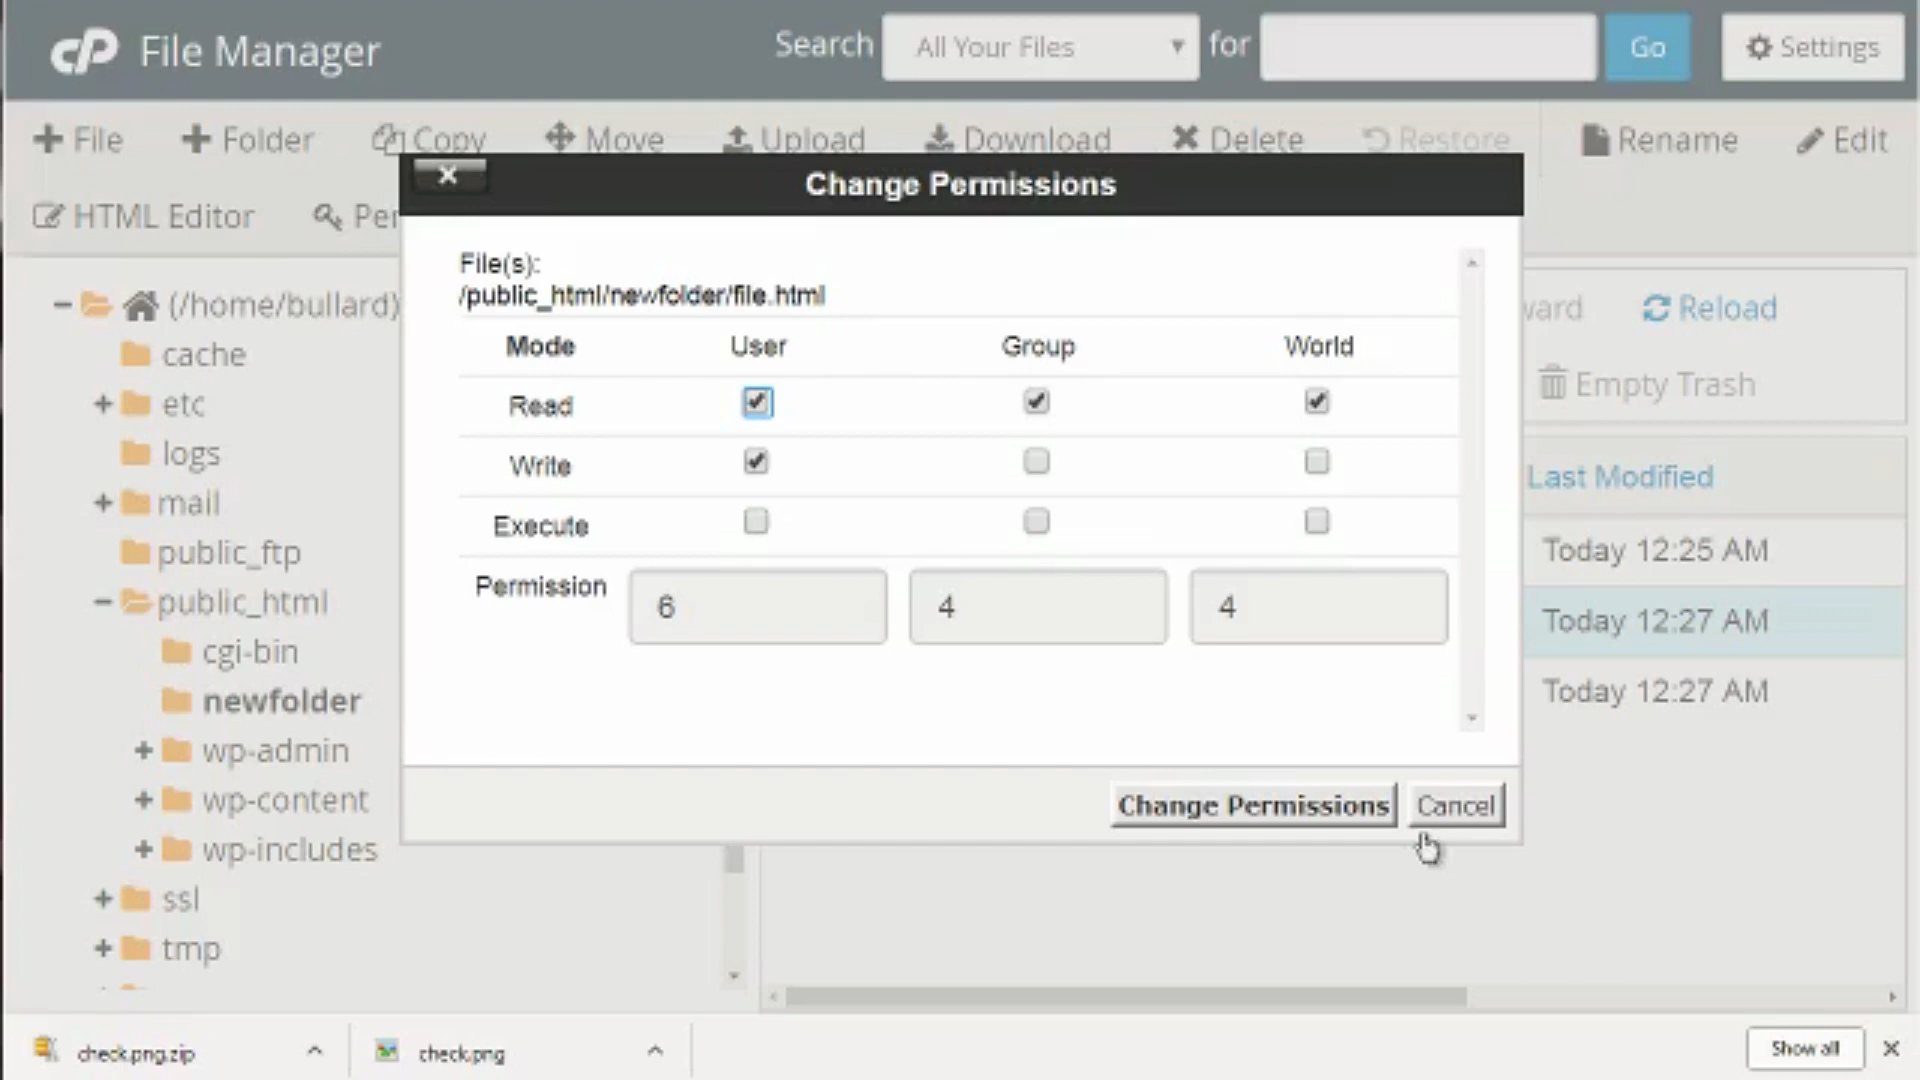 cP File Manager
Search All Your Files for Go Settings
File Folder Copy Move Upload Download Delete Restore Rename Edit
HTML Editor Per
Change Permissions
File(s):
/public_html/newfolder/file.html
Mode User Group World
Read
Write
Execute
Permission 6 4 4
Change Permissions Cancel
(/home/bullard)
cache
etc
logs
mail
public_ftp
public_html
cgi-bin
newfolder
wp-admin
wp-content
wp-includes
ssl
tmp
ward Reload
Empty Trash
Last Modified
Today 12:25 AM
Today 12:27 AM
Today 12:27 AM
check.png.zip check.png Show all